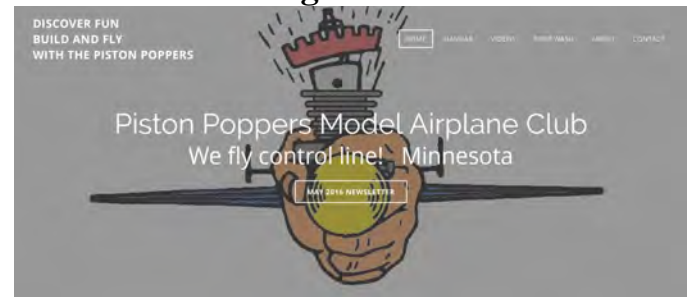 DISCOVER FUN
BUILD AND FLY
WITH THE PISTON POPPERS
HOME VIDEOS ABOUT CONTACT
Piston Poppers Model Airplane Club
We fly control line! Minnesota
MAY 2016 NEWSLETTER